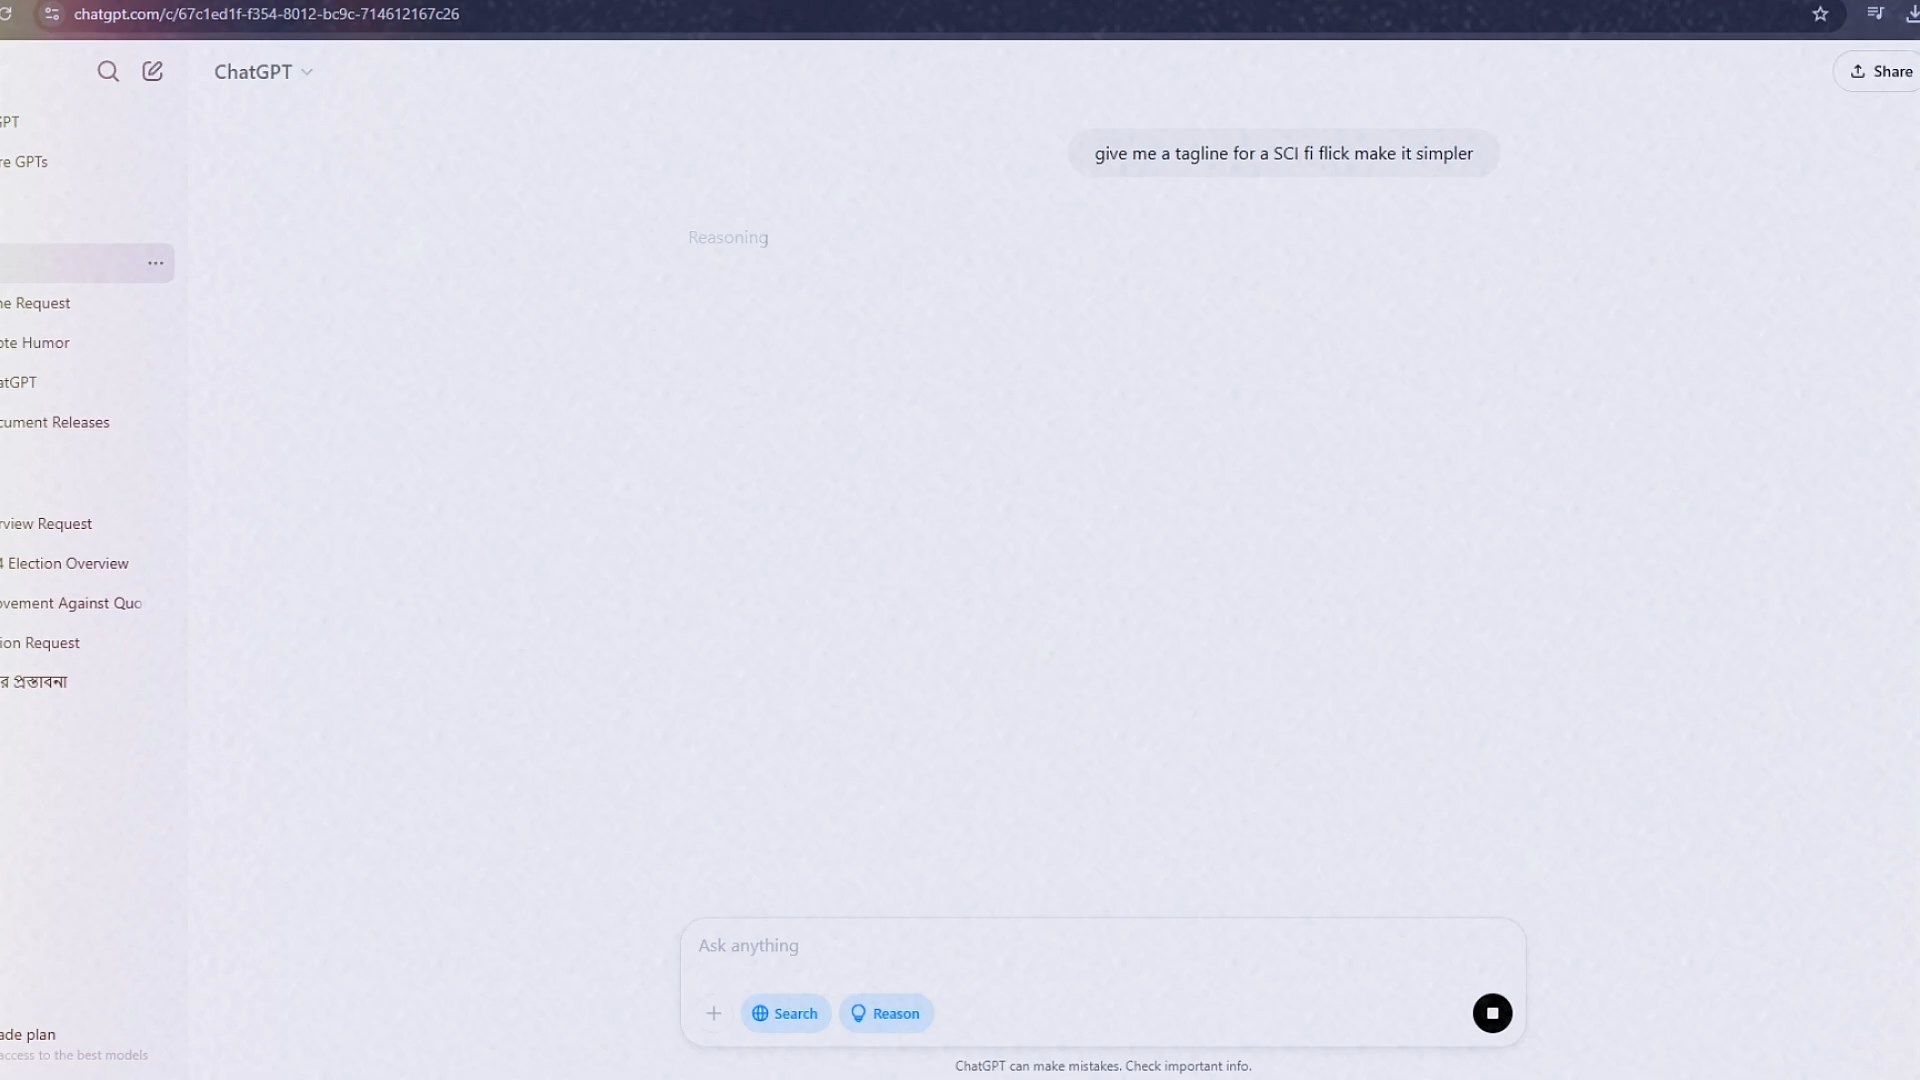 chatgpt.com/c/67c1ed1f-f354-8012-bc9c-714612167c26
ChatGPT
Share
GPT
re GPTs
give me a tagline for a SCI fi flick make it simpler
Reasoning
ne Request
ote Humor
atGPT
cument Releases
rview Request
4 Election Overview
ovement Against Quo
ion Request
র প্রস্তাবনা
Ask anything
Search
Reason
ade plan
access to the best models
ChatGPT can make mistakes. Check important info.